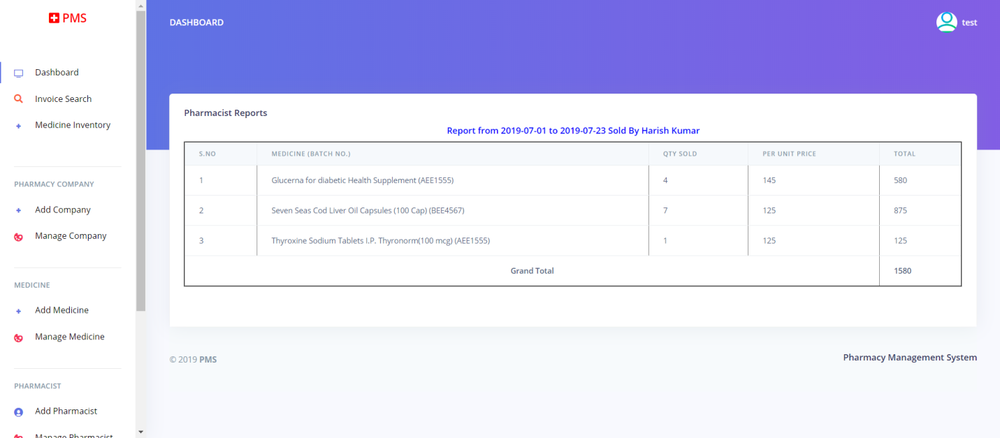 PMS
Dashboard
Invoice Search
Medicine Inventory
PHARMACY COMPANY
Add Company
Manage Company
MEDICINE
Add Medicine
Manage Medicine
PHARMACIST
Add Pharmacist
Manage Pharmacist
DASHBOARD
test
Pharmacist Reports
Report from 2019-07-01 to 2019-07-23 Sold By Harish Kumar
S.NO MEDICINE (BATCH NO.) QTY SOLD PER UNIT PRICE TOTAL
1 Glucerna for diabetic Health Supplement (AEE1555) 4 145 580
2 Seven Seas Cod Liver Oil Capsules (100 Cap) (BEE4567) 7 125 875
3 Thyroxine Sodium Tablets I.P. Thyronorm(100 mcg) (AEE1555) 1 125 125
Grand Total 1580
© 2019 PMS
Pharmacy Management System